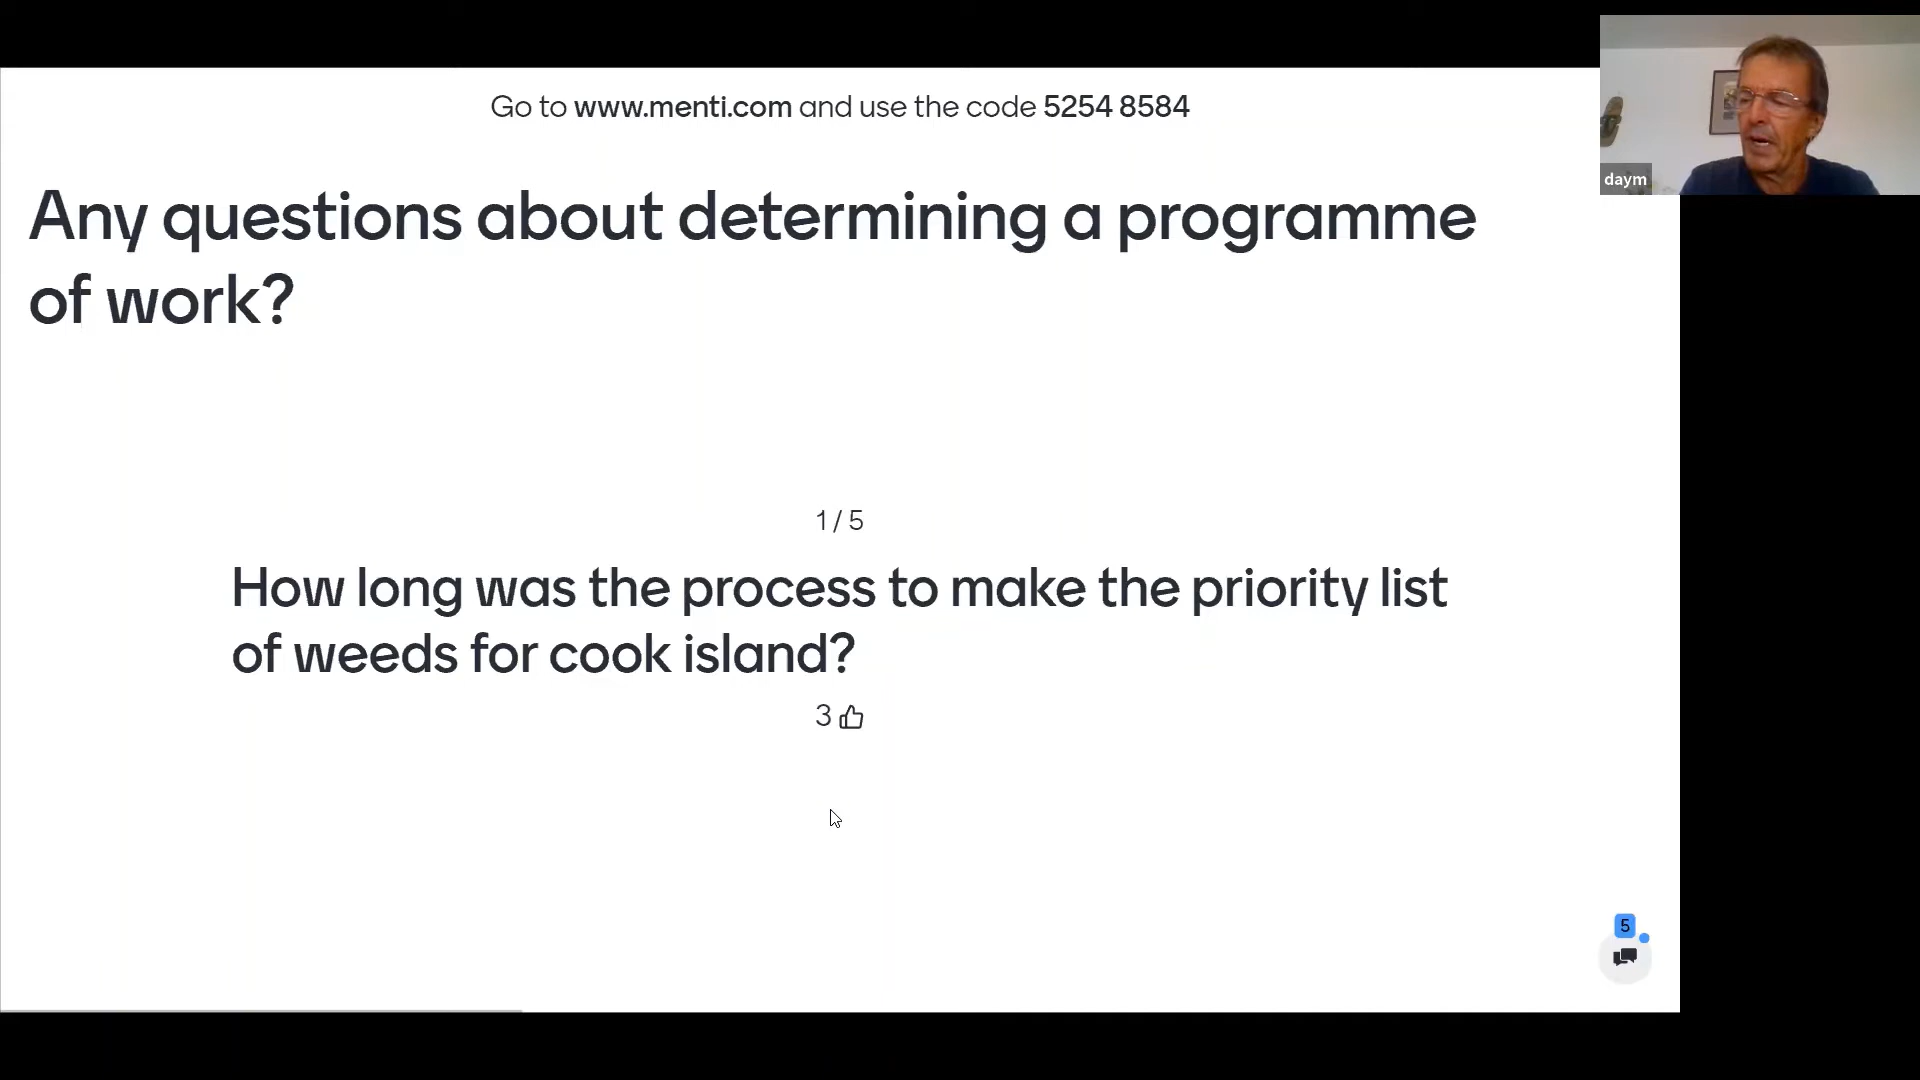 Go to www.menti.com and use the code 5254 8584
daym
Any questions about determining a programme
of work?
1 / 5
How long was the process to make the priority list
of weeds for cook island?
3
5